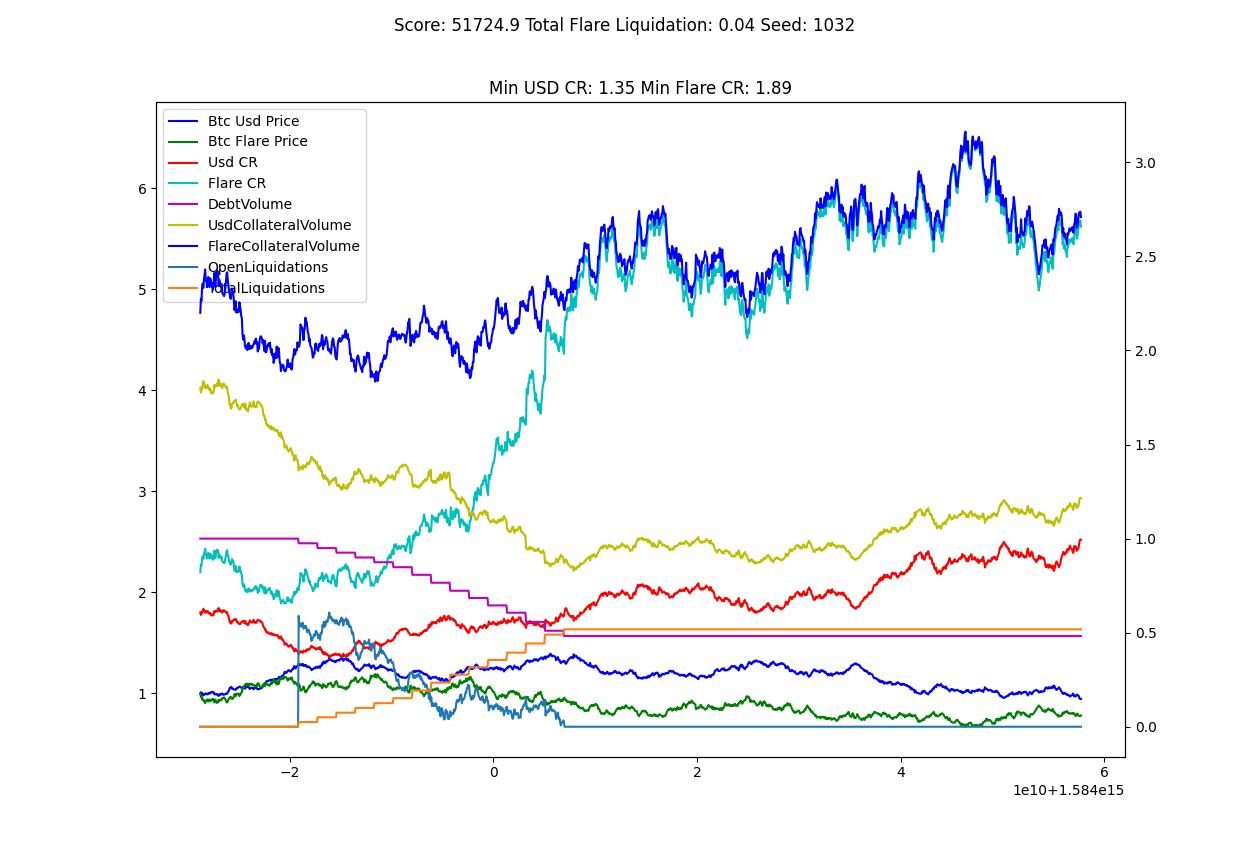 Score: 51724.9 Total Flare Liquidation: 0.04 Seed: 1032
Min USD CR: 1.35 Min Flare CR: 1.89
Btc Usd Price
Btc Flare Price
Usd CR
Flare CR
DebtVolume
UsdCollateralVolume
FlareCollateralVolume
OpenLiquidations
TotalLiquidations
6
5
4
3
2
1
3.0
2.5
2.0
1.5
1.0
0.5
0.0
−2
0
2
4
6
1e10+1.584e15